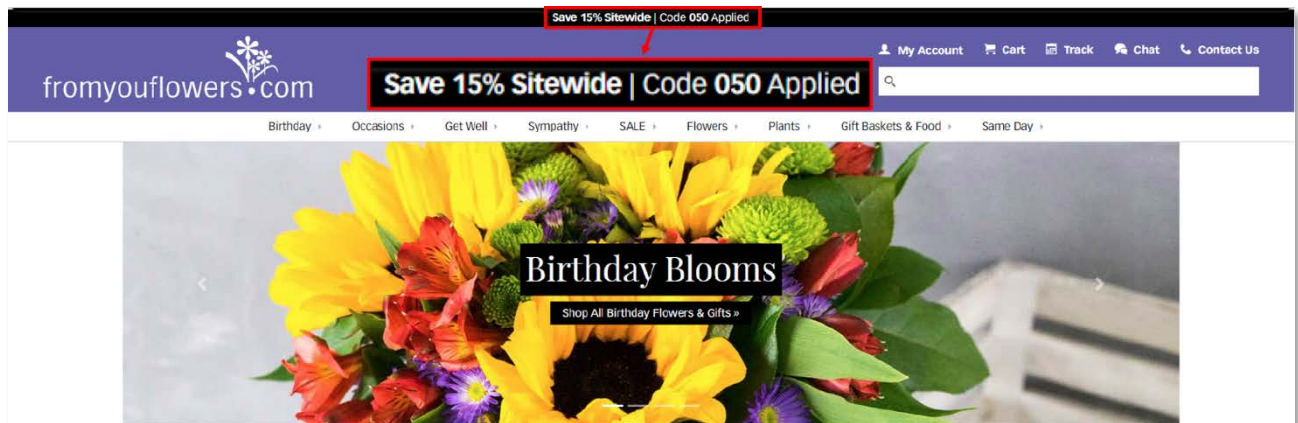 Save 15% Sitewide | Code 050 Applied
My Account Cart Track Chat Contact Us
fromyouflowers.com
Save 15% Sitewide | Code 050 Applied
Birthday Occasions Get Well Sympathy SALE Flowers Plants Gift Baskets & Food Same Day
Birthday Blooms
Shop All Birthday Flowers & Gifts »